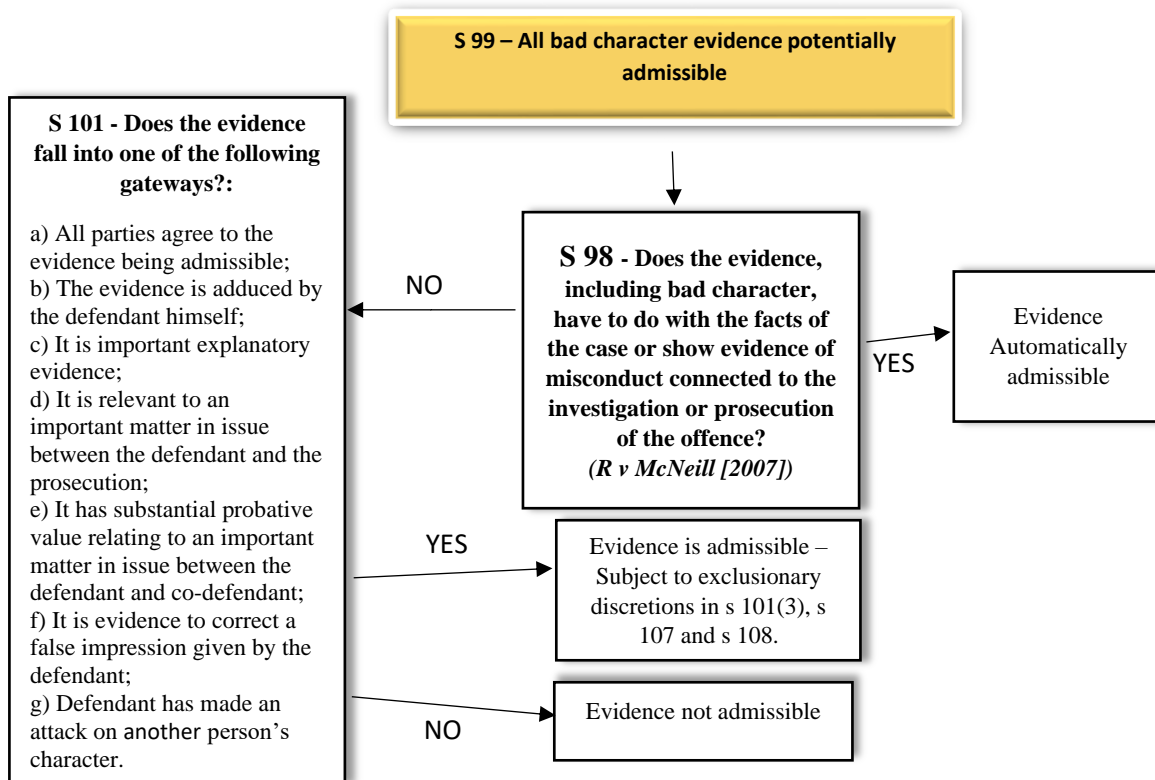 S 99 – All bad character evidence potentially
admissible
S 98 - Does the evidence,
including bad character,
have to do with the facts of
the case or show evidence of
misconduct connected to the
investigation or prosecution
of the offence?
(R v McNeill [2007])
YES
Evidence
Automatically
admissible
NO
S 101 - Does the evidence
fall into one of the following
gateways?:
a) All parties agree to the
evidence being admissible;
b) The evidence is adduced by
the defendant himself;
c) It is important explanatory
evidence;
d) It is relevant to an
important matter in issue
between the defendant and the
prosecution;
e) It has substantial probative
value relating to an important
matter in issue between the
defendant and co-defendant;
f) It is evidence to correct a
false impression given by the
defendant;
g) Defendant has made an
attack on another person’s
character.
YES
Evidence is admissible –
Subject to exclusionary
discretions in s 101(3), s
107 and s 108.
NO
Evidence not admissible